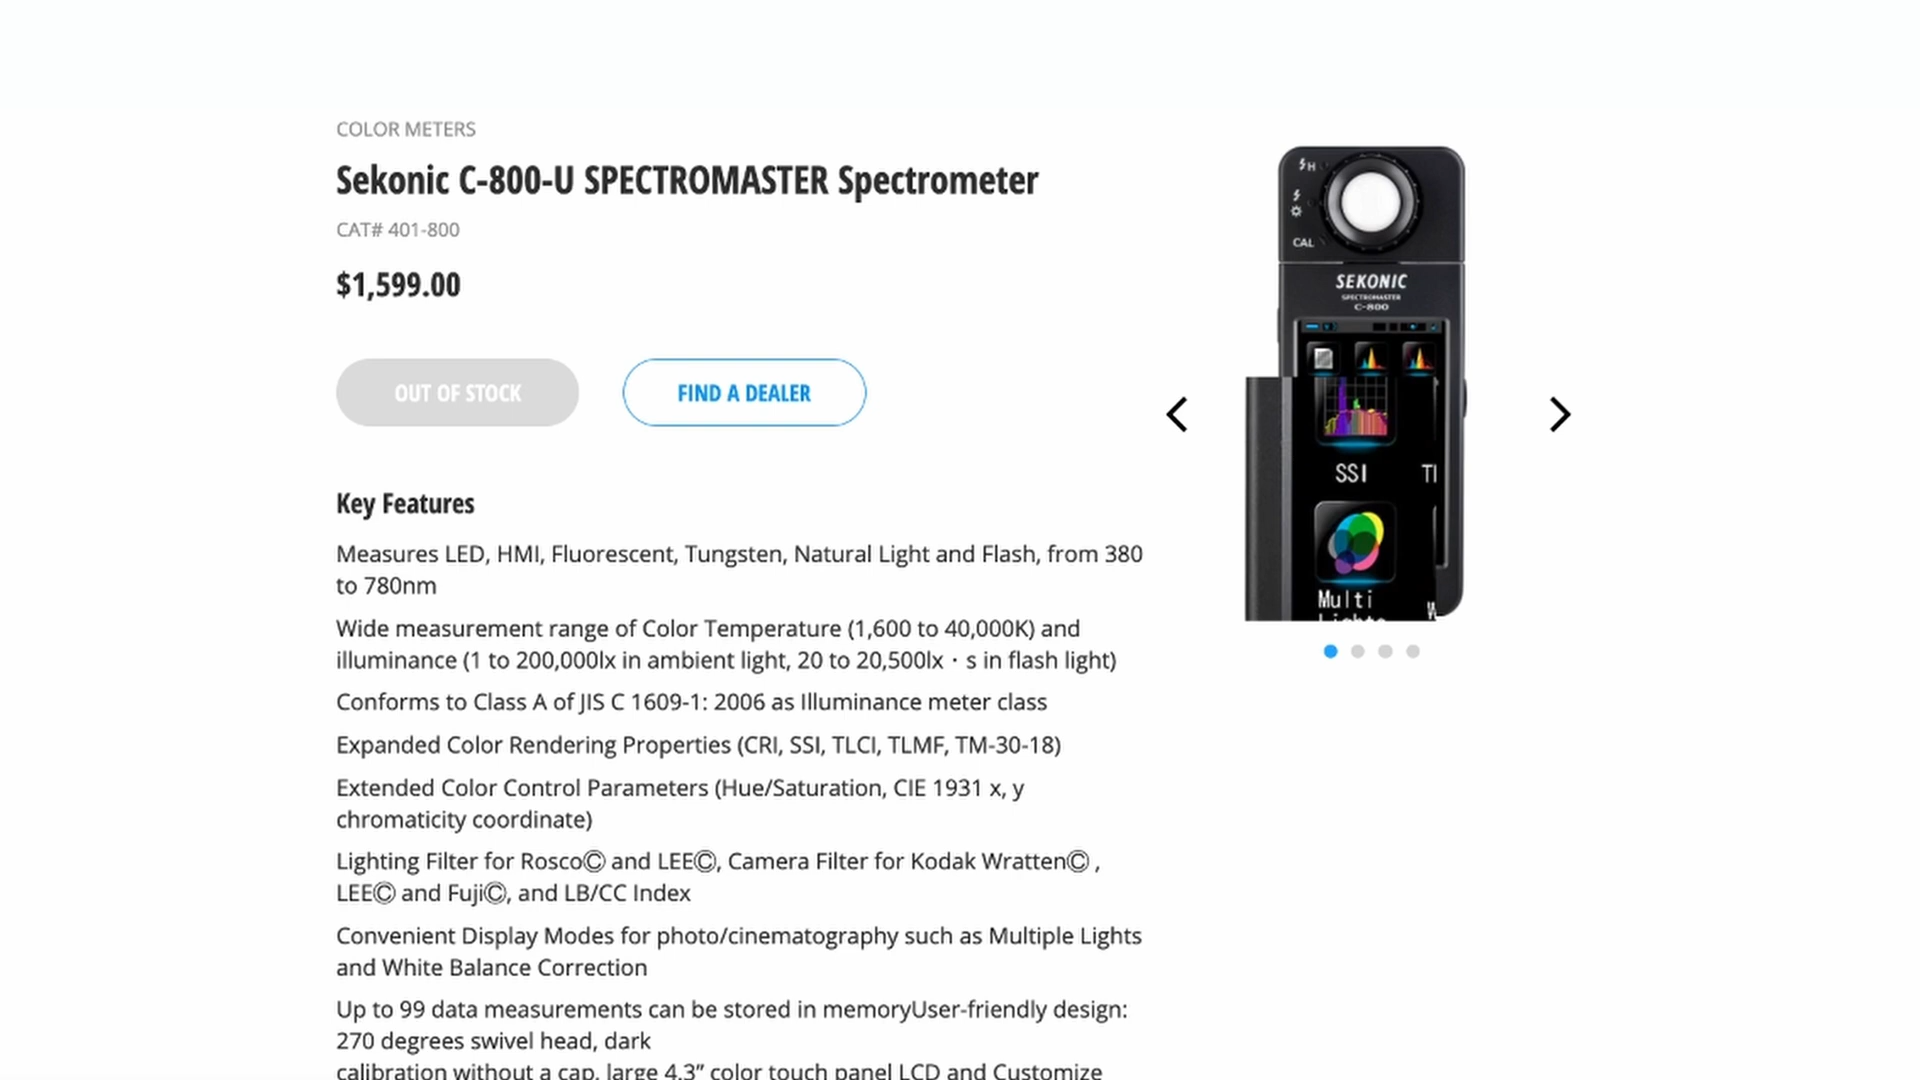 COLOR METERS
Sekonic C-800-U SPECTROMASTER Spectrometer
CAT# 401-800
$1,599.00
OUT OF STOCK
FIND A DEALER
Key Features
Measures LED, HMI, Fluorescent, Tungsten, Natural Light and Flash, from 380
to 780nm
Wide measurement range of Color Temperature (1,600 to 40,000K) and
illuminance (1 to 200,000lx in ambient light, 20 to 20,500lx・s in flash light)
Conforms to Class A of JIS C 1609-1: 2006 as Illuminance meter class
Expanded Color Rendering Properties (CRI, SSI, TLCI, TLMF, TM-30-18)
Extended Color Control Parameters (Hue/Saturation, CIE 1931 x, y
chromaticity coordinate)
Lighting Filter for Rosco© and LEE©, Camera Filter for Kodak Wratten© ,
LEE© and Fuji©, and LB/CC Index
Convenient Display Modes for photo/cinematography such as Multiple Lights
and White Balance Correction
Up to 99 data measurements can be stored in memoryUser-friendly design:
270 degrees swivel head, dark
calibration without a cap, large 4.3” color touch panel LCD and Customize
H
CAL
SEKONIC
SPECTROMASTER
C-800
SSI
Multi
Lights